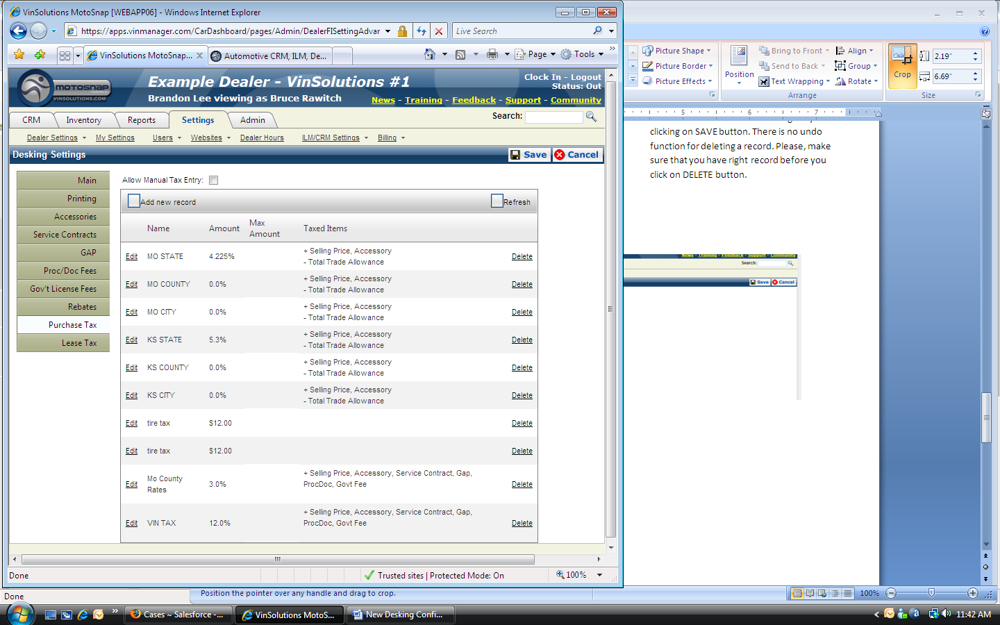 VinSolutions MotoSnap [WEBAPP06] - Windows Internet Explorer
https://apps.vinmanager.com/CarDashboard/pages/Admin/DealerFISettingAdvar
Live Search
VinSolutions MotoSnap...
Automotive CRM, ILM, De...
Page
Tools
MOTOSNAP
VINSOLUTIONS.COM
Example Dealer - VinSolutions #1
Brandon Lee viewing as Bruce Rawitch
Clock In - Logout
Status: Out
News - Training - Feedback - Support - Community
CRM Inventory Reports Settings Admin
Search:
Dealer Settings My Settings Users Websites Dealer Hours ILM/CRM Settings Billing
Desking Settings
Save Cancel
Main
Printing
Accessories
Service Contracts
GAP
Proc/Doc Fees
Gov't License Fees
Rebates
Purchase Tax
Lease Tax
Allow Manual Tax Entry:
Add new record Refresh
Name Amount Max Amount Taxed Items
Edit MO STATE 4.225% + Selling Price, Accessory
- Total Trade Allowance Delete
Edit MO COUNTY 0.0% + Selling Price, Accessory
- Total Trade Allowance Delete
Edit MO CITY 0.0% + Selling Price, Accessory
- Total Trade Allowance Delete
Edit KS STATE 5.3% + Selling Price, Accessory
- Total Trade Allowance Delete
Edit KS COUNTY 0.0% + Selling Price, Accessory
- Total Trade Allowance Delete
Edit KS CITY 0.0% + Selling Price, Accessory
- Total Trade Allowance Delete
Edit tire tax $12.00 Delete
Edit tire tax $12.00 Delete
Edit Mo County Rates 3.0% + Selling Price, Accessory, Service Contract, Gap,
ProcDoc, Govt Fee Delete
Edit VIN TAX 12.0% + Selling Price, Accessory, Service Contract, Gap,
ProcDoc, Govt Fee Delete
Done
Trusted sites | Protected Mode: On
100%
Picture Shape
Picture Border
Picture Effects
Position
Bring to Front
Send to Back
Text Wrapping
Align
Group
Rotate
Arrange
Crop
2.19"
6.69"
Size
5 6 7
clicking on SAVE button. There is no undo
function for deleting a record. Please, make
sure that you have right record before you
click on DELETE button.
News - Training - Feedback - Support - Community
Search:
Save Cancel
Done
Position the pointer over any handle and drag to crop.
100%
Cases ~ Salesforce -...
VinSolutions MotoS...
New Desking Confi...
11:42 AM